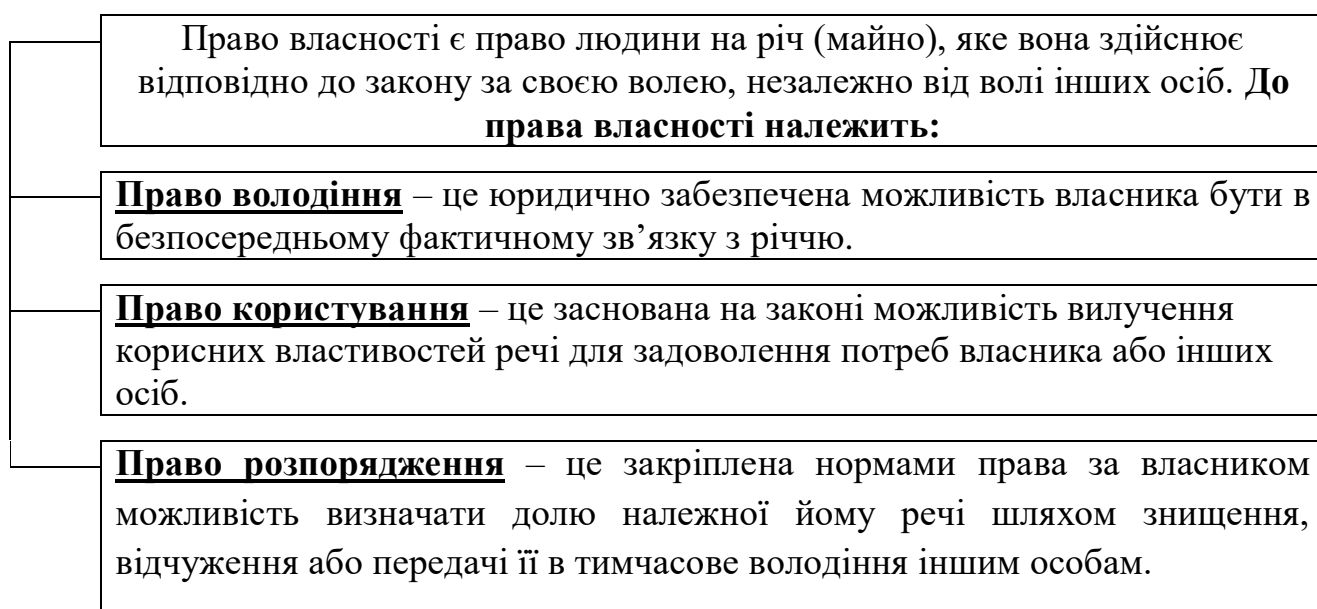 Право власності є право людини на річ (майно), яке вона здійснює
відповідно до закону за своєю волею, незалежно від волі інших осіб. До
права власності належить:
Право володіння – це юридично забезпечена можливість власника бути в
безпосередньому фактичному зв’язку з річчю.
Право користування – це заснована на законі можливість вилучення
корисних властивостей речі для задоволення потреб власника або інших
осіб.
Право розпорядження – це закріплена нормами права за власником
можливість визначати долю належної йому речі шляхом знищення,
відчуження або передачі її в тимчасове володіння іншим особам.